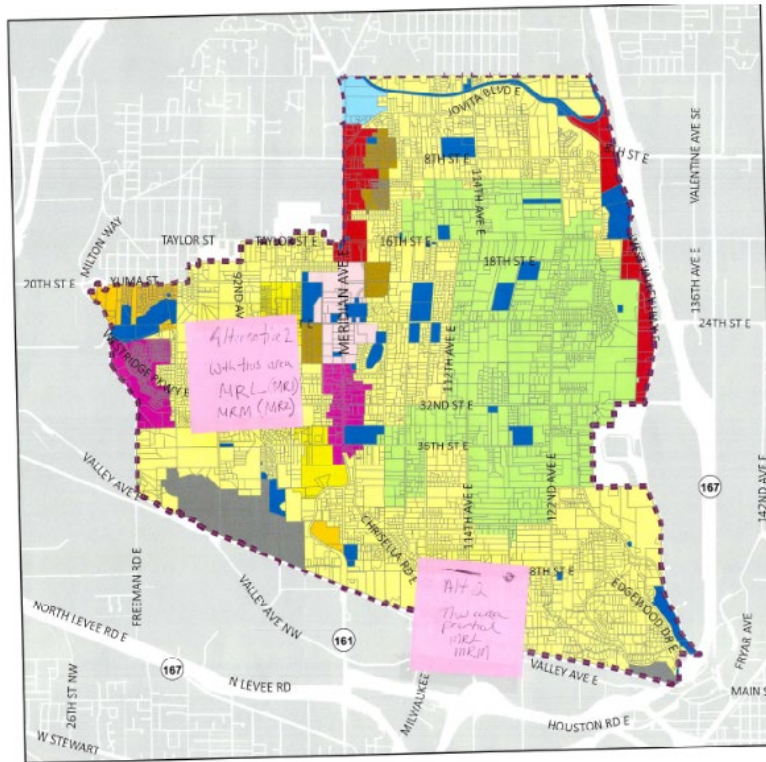 JOVITA BLVD E
8TH ST E
114TH AVE E
VALENTINE AVE SE
MILTON WAY
TAYLOR ST
TAYLOR ST E
16TH ST E
18TH ST E
MERIDIAN AVE E
136TH AVE E
20TH ST E
YUMA ST
92ND AV
24TH ST E
WESTRIDGE PKWY E
112TH AVE E
Alternative 2
With this area
MRL (MR1)
MRM (MR2)
32ND ST E
36TH ST E
VALLEY AVE E
114TH AVE E
122ND AVE E
167
142ND AVE E
CHRISELLA RD E
8TH ST E
Alt 2
This area
potential
MRL
MRM
EDGEWOOD DR E
FREEMAN RD E
VALLEY AVE NW
NORTH LEVEE RD E
161
167
N LEVEE RD
MILWAUKEE
VALLEY AVE E
FRYAR AVE
MAIN S
26TH ST NW
HOUSTON RD E
W STEWART